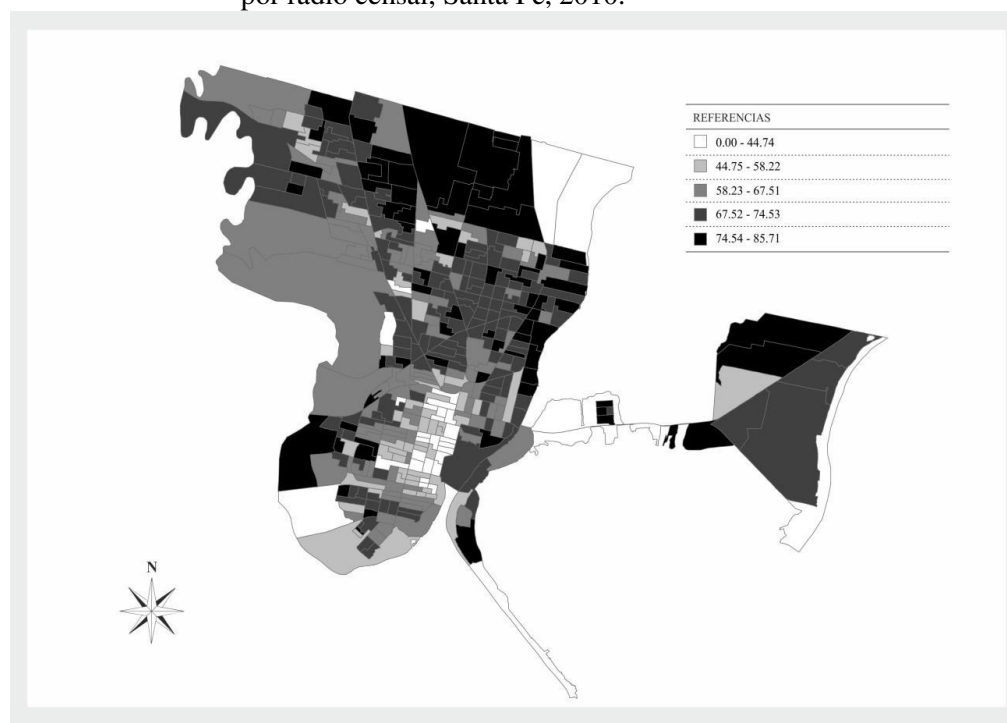 por radio censal, Santa Fe, 2010.
REFERENCIAS
0.00 - 44.74
44.75 - 58.22
58.23 - 67.51
67.52 - 74.53
74.54 - 85.71
N